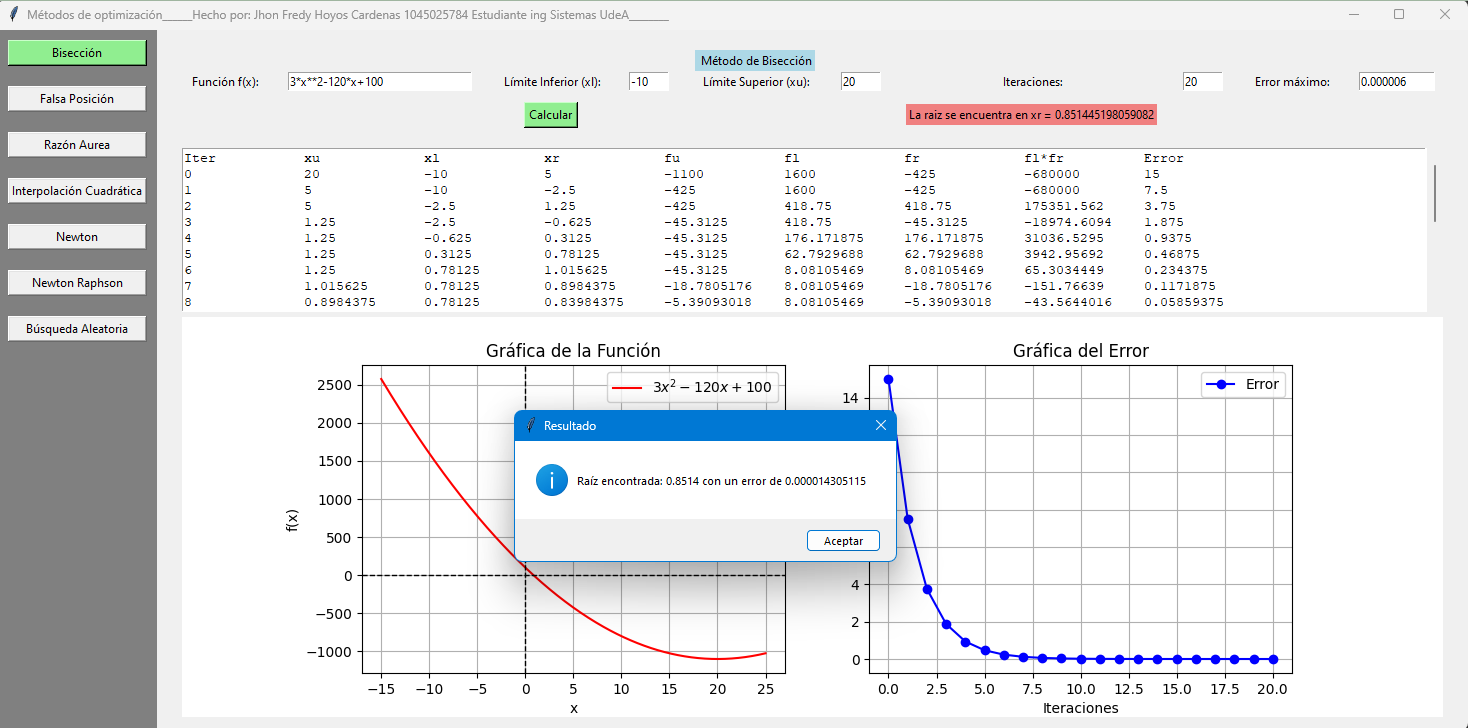 Métodos de optimización_____Hecho por: Jhon Fredy Hoyos Cardenas 1045025784 Estudiante ing Sistemas UdeA_______
Bisección
Falsa Posición
Razón Aurea
Interpolación Cuadrática
Newton
Newton Raphson
Búsqueda Aleatoria
Método de Bisección
Función f(x): 3*x**2-120*x+100 Límite Inferior (xl): -10 Límite Superior (xu): 20 Iteraciones: 20 Error máximo: 0.000006
Calcular La raiz se encuentra en xr = 0.851445198059082
Iter xu xl xr fu fl fr fl*fr Error
0 20 -10 5 -1100 1600 -425 -680000 15
1 5 -10 -2.5 -425 1600 -425 -680000 7.5
2 5 -2.5 1.25 -425 418.75 418.75 175351.562 3.75
3 1.25 -2.5 -0.625 -45.3125 418.75 -45.3125 -18974.6094 1.875
4 1.25 -0.625 0.3125 -45.3125 176.171875 176.171875 31036.5295 0.9375
5 1.25 0.3125 0.78125 -45.3125 62.7929688 62.7929688 3942.95692 0.46875
6 1.25 0.78125 1.015625 -45.3125 8.08105469 8.08105469 65.3034449 0.234375
7 1.015625 0.78125 0.8984375 -18.7805176 8.08105469 -18.7805176 -151.76639 0.1171875
8 0.8984375 0.78125 0.83984375 -5.39093018 8.08105469 -5.39093018 -43.5644016 0.05859375
Gráfica de la Función
3x² − 120x + 100
f(x)
2500
2000
1500
1000
500
0
−500
−1000
−15 −10 −5 0 5 10 15 20 25
x
Resultado
Raíz encontrada: 0.8514 con un error de 0.000014305115
Aceptar
Gráfica del Error
Error
14
4
2
0
0.0 2.5 5.0 7.5 10.0 12.5 15.0 17.5 20.0
Iteraciones